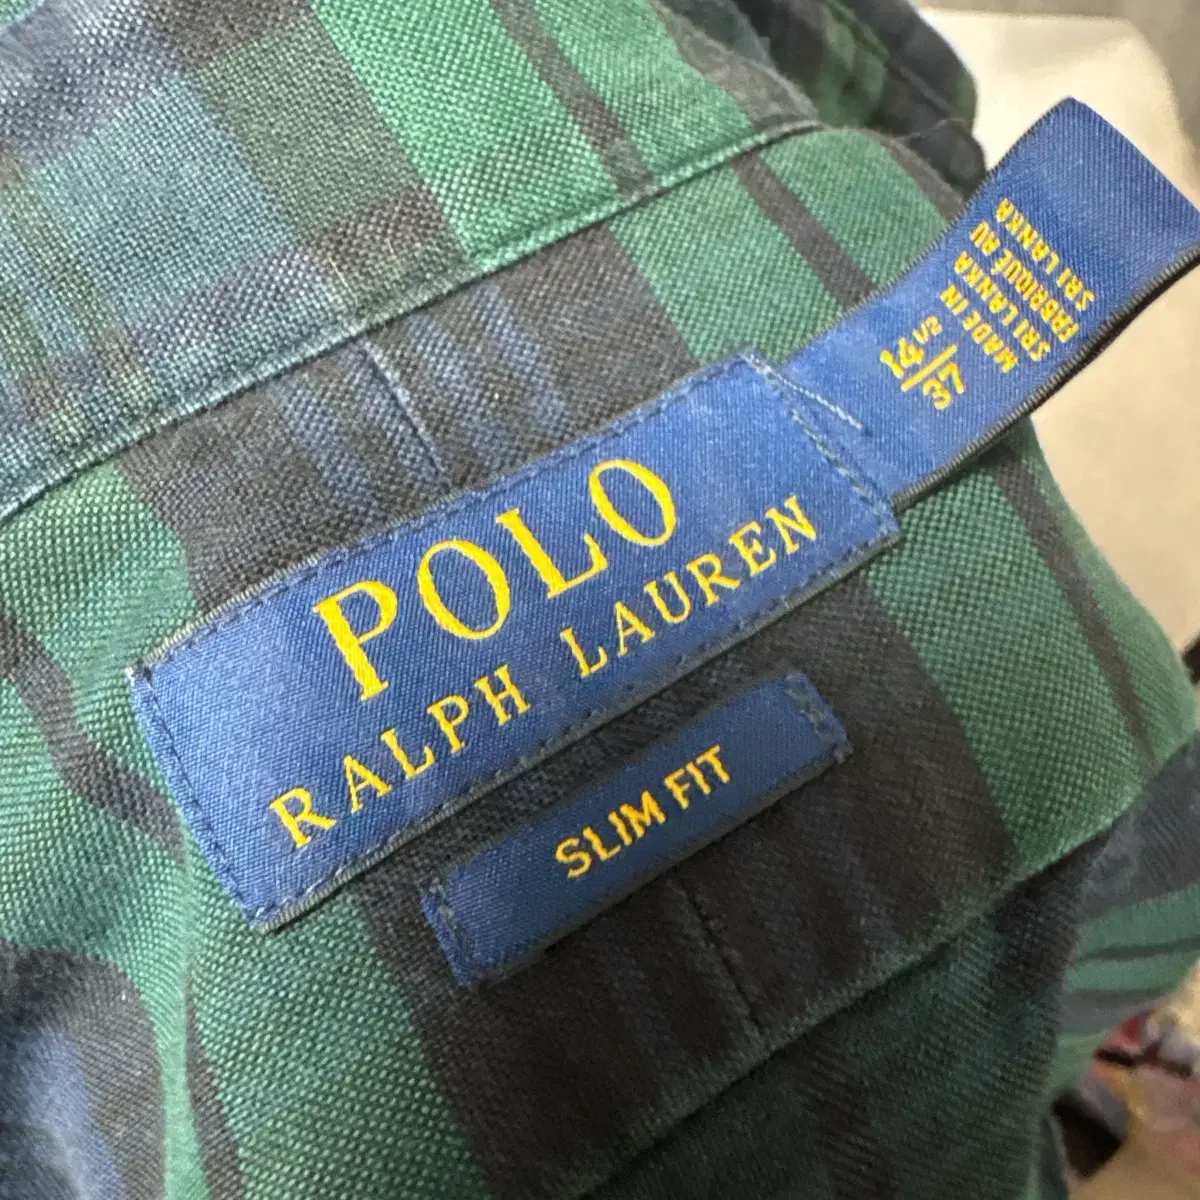 POLO
RALPH LAUREN
SLIM FIT
14 1/2/37
MADE IN
SRI LANKA
FABRIQUÉ AU
SRI LANKA